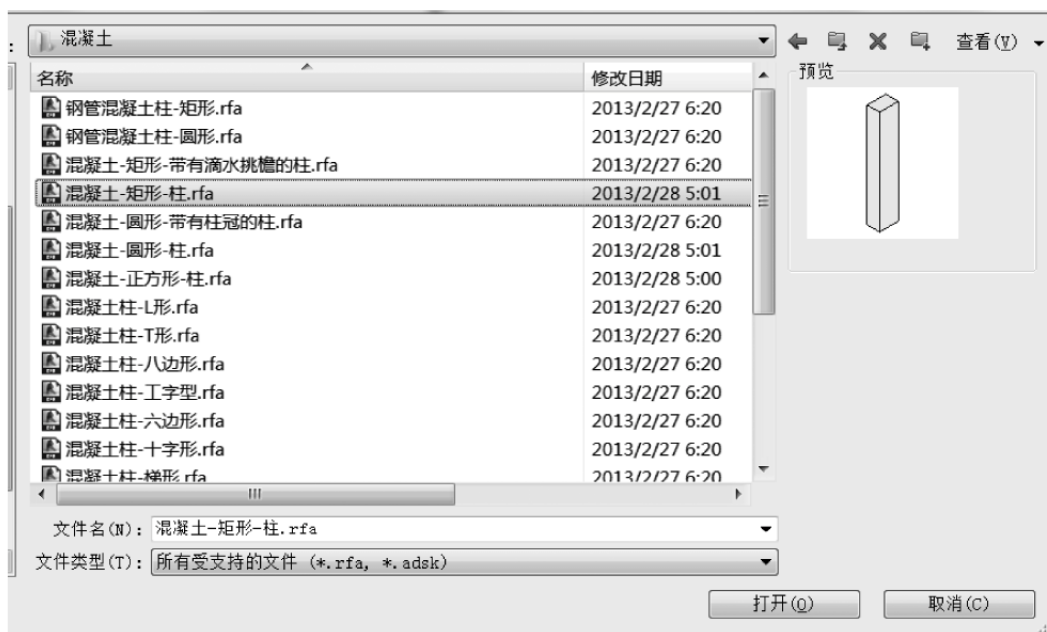 混凝土
查看(V)
名称 修改日期
预览
钢管混凝土柱-矩形.rfa 2013/2/27 6:20
钢管混凝土柱-圆形.rfa 2013/2/27 6:20
混凝土-矩形-带有滴水挑檐的柱.rfa 2013/2/27 6:20
混凝土-矩形-柱.rfa 2013/2/28 5:01
混凝土-圆形-带有柱冠的柱.rfa 2013/2/27 6:20
混凝土-圆形-柱.rfa 2013/2/28 5:01
混凝土-正方形-柱.rfa 2013/2/28 5:00
混凝土柱-L形.rfa 2013/2/27 6:20
混凝土柱-T形.rfa 2013/2/27 6:20
混凝土柱-八边形.rfa 2013/2/27 6:20
混凝土柱-工字型.rfa 2013/2/27 6:20
混凝土柱-六边形.rfa 2013/2/27 6:20
混凝土柱-十字形.rfa 2013/2/27 6:20
混凝土柱-梯形.rfa 2013/2/27 6:20
文件名(N): 混凝土-矩形-柱.rfa
文件类型(T): 所有受支持的文件 (*.rfa, *.adsk)
打开(O) 取消(C)